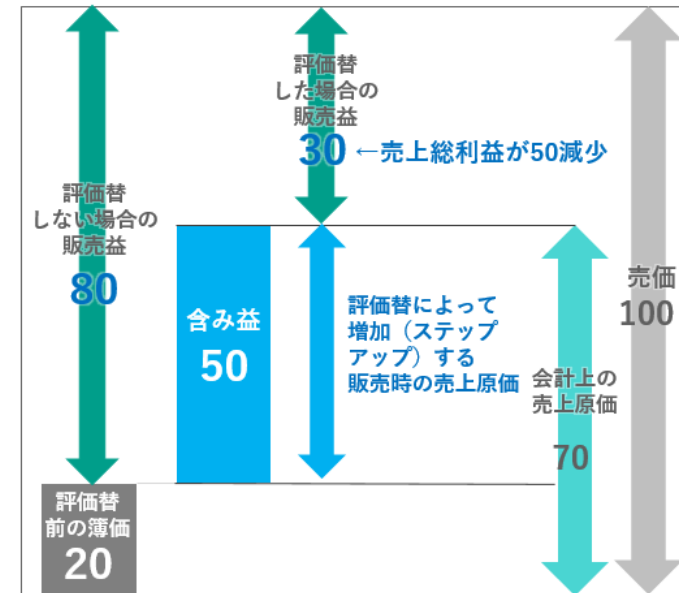 評価替
した場合の
販売益
30 ←売上総利益が50減少
評価替
しない場合の
販売益
80
含み益
50
評価替によって
増加（ステップ
アップ）する
販売時の売上原価
売価
100
会計上の
売上原価
70
評価替
前の簿価
20